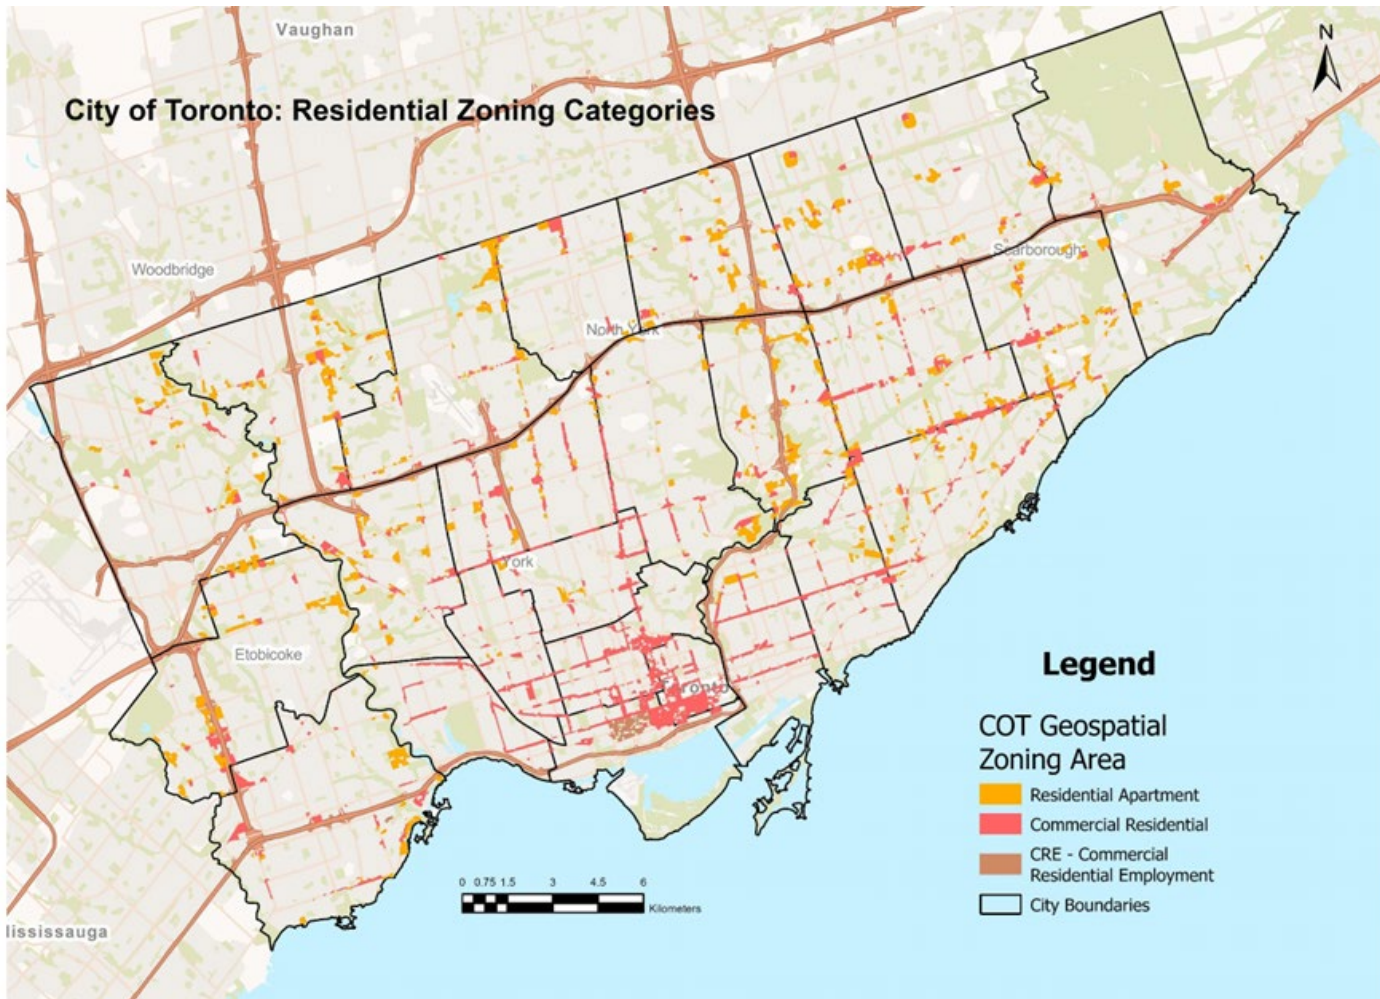 Vaughan
N
City of Toronto: Residential Zoning Categories
Woodbridge
Scarborough
North York
York
Etobicoke
Toronto
Legend
COT Geospatial
Zoning Area
Residential Apartment
Commercial Residential
CRE - Commercial
Residential Employment
City Boundaries
0 0.75 1.5 3 4.5 6
Kilometers
lississauga